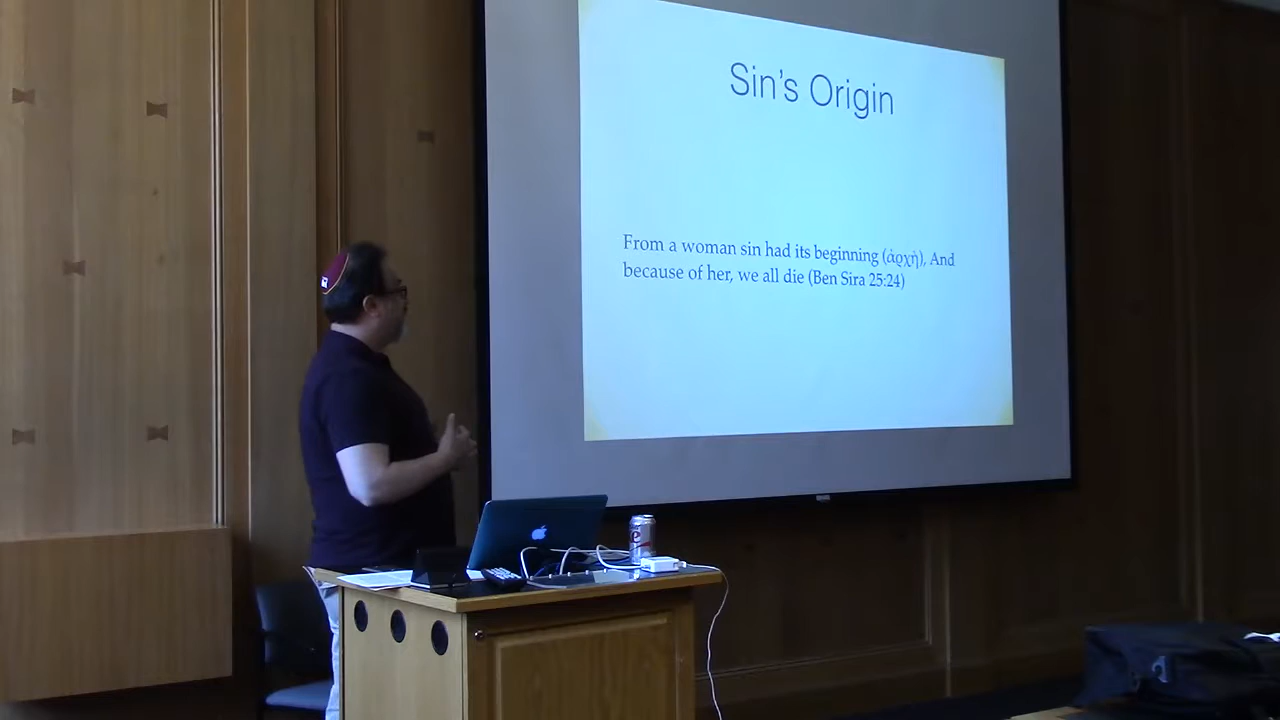 Sin's Origin
From a woman sin had its beginning (ἀρχή), And
because of her, we all die (Ben Sira 25:24)